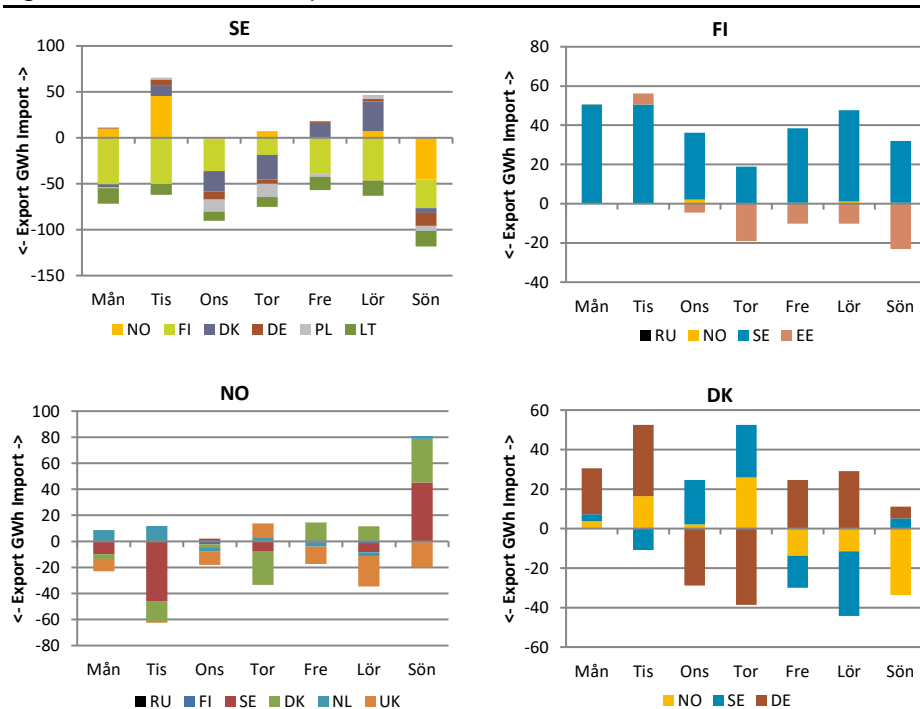 SE
<- Export GWh Import ->
100
50
0
-50
-100
-150
Mån Tis Ons Tor Fre Lör Sön
NO FI DK DE PL LT
FI
<- Export GWh Import ->
80
60
40
20
0
-20
-40
Mån Tis Ons Tor Fre Lör Sön
RU NO SE EE
NO
<- Export GWh Import ->
100
80
60
40
20
0
-20
-40
-60
-80
Mån Tis Ons Tor Fre Lör Sön
RU FI SE DK NL UK
DK
<- Export GWh Import ->
60
40
20
0
-20
-40
-60
Mån Tis Ons Tor Fre Lör Sön
NO SE DE